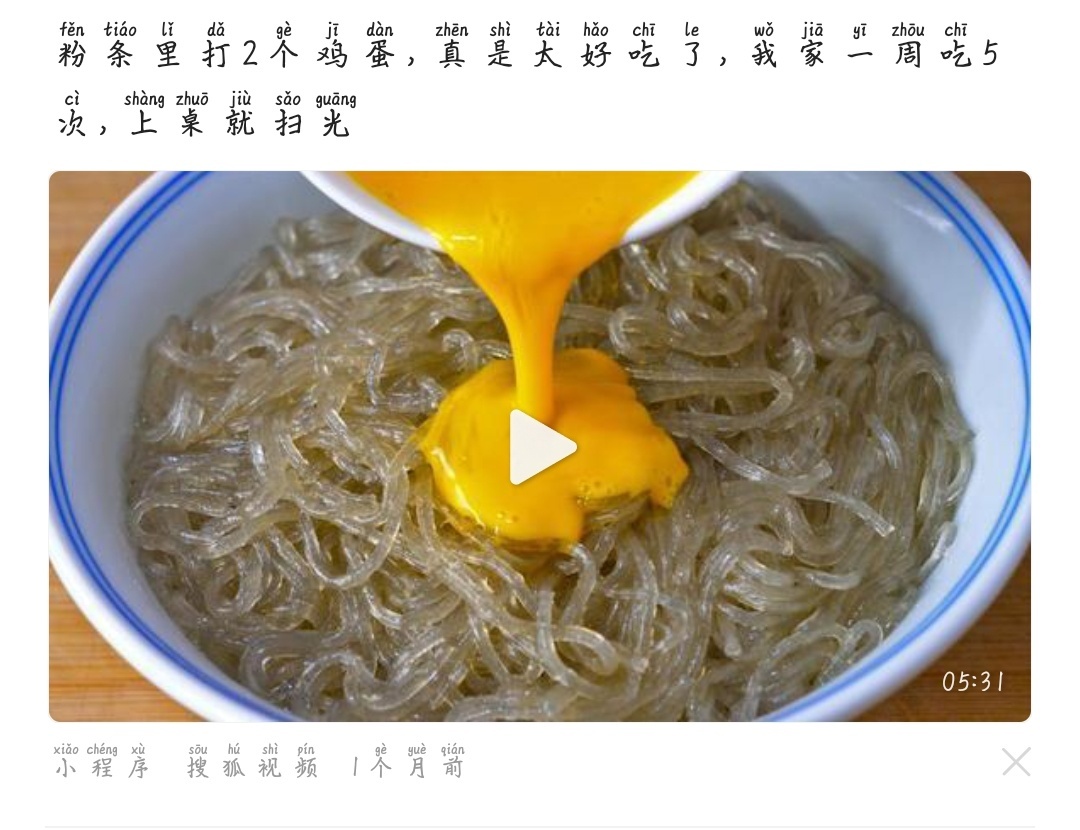 fěn tiáo lǐ dǎ gè jī dàn zhēn shì tài hǎo chī le wǒ jiā yī zhōu chī
粉条里打2个鸡蛋,真是太好吃了,我家一周吃5
cì shàng zhuō jiù sǎo guāng
次,上桌就扫光
05:31
xiǎo chéng xù sōu hú shì pín gè yuè qián
小程序 搜狐视频 1个月前